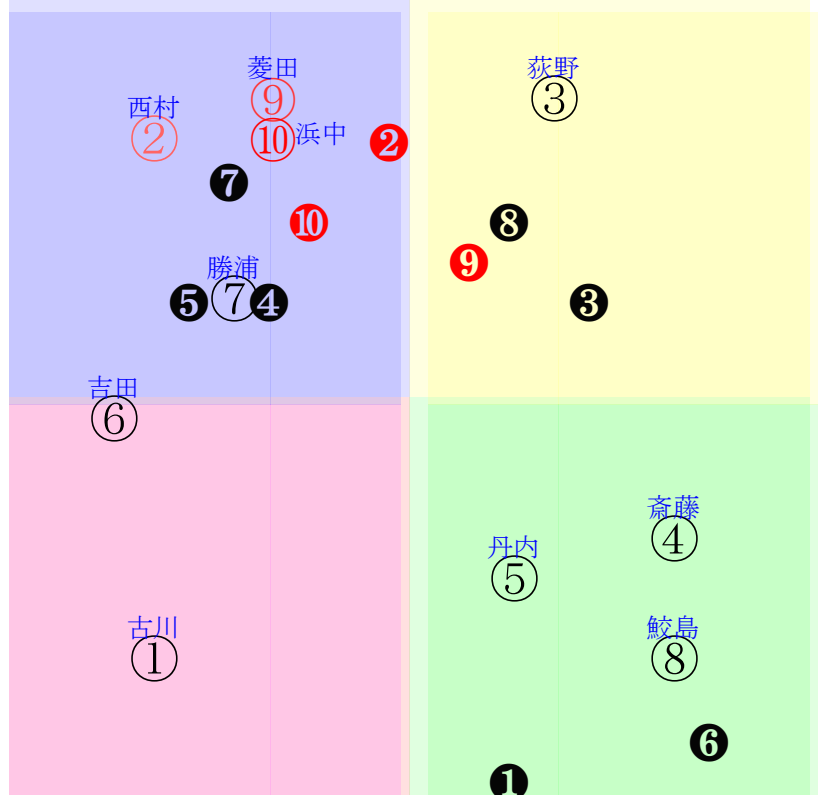 菱田
荻野
⑨
③
西村
②
⑩浜中
❷
❼
❿
❽
勝浦
❾
❺⑦❹
❸
吉田
⑥
斎藤
④
丹内
⑤
古川
①
鮫島
⑧
❻
❶